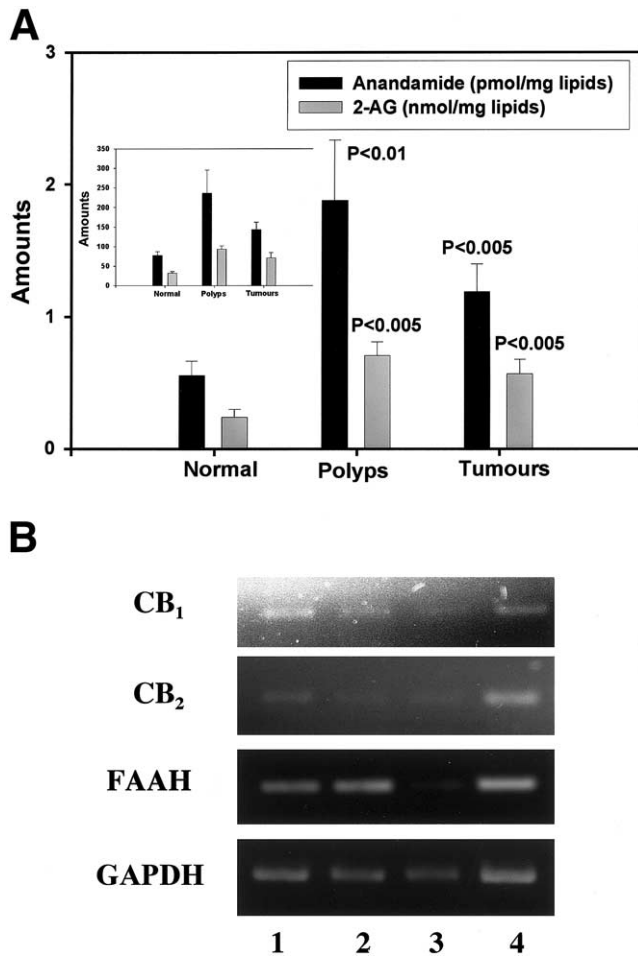 A
3
2
1
0
Amounts
Anandamide (pmol/mg lipids)
2-AG (nmol/mg lipids)
P<0.01
P<0.005
P<0.005
P<0.005
350
300
250
200
150
100
50
0
Amounts
Normal Polyps Tumours
Normal Polyps Tumours
B
CB1
CB2
FAAH
GAPDH
1 2 3 4